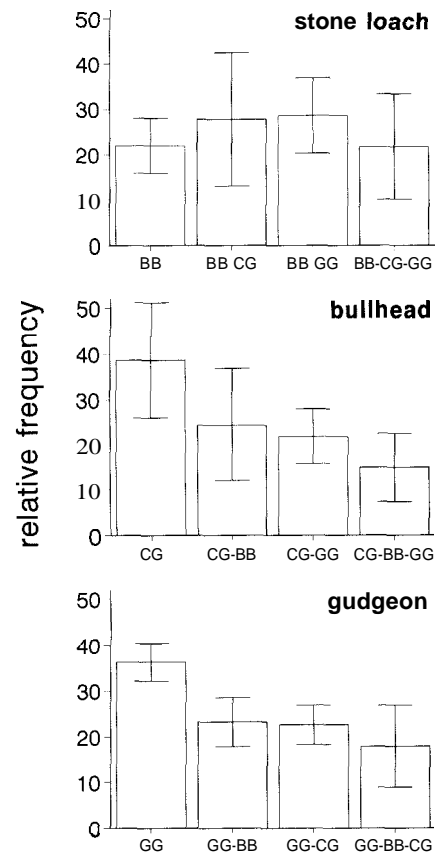 relative frequency
stone loach
50
40
30
20
10
0
BB BB CG BB GG BB-CG-GG
bullhead
50
40
30
20
10
0
CG CG-BB CG-GG CG-BB-GG
gudgeon
50
40
30
20
10
0
GG GG-BB GG-CG GG-BB-CG